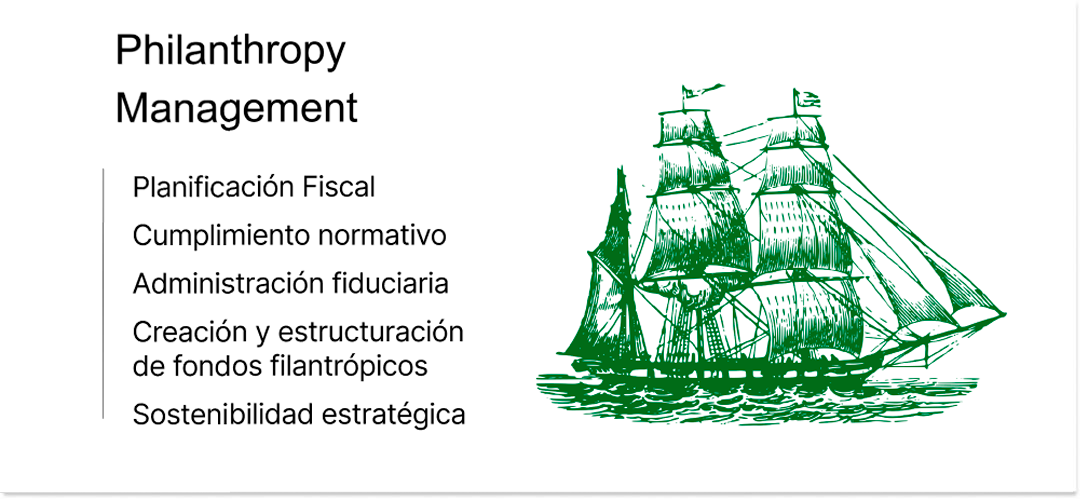 Philanthropy
Management
Planificación Fiscal
Cumplimiento normativo
Administración fiduciaria
Creación y estructuración
de fondos filantrópicos
Sostenibilidad estratégica